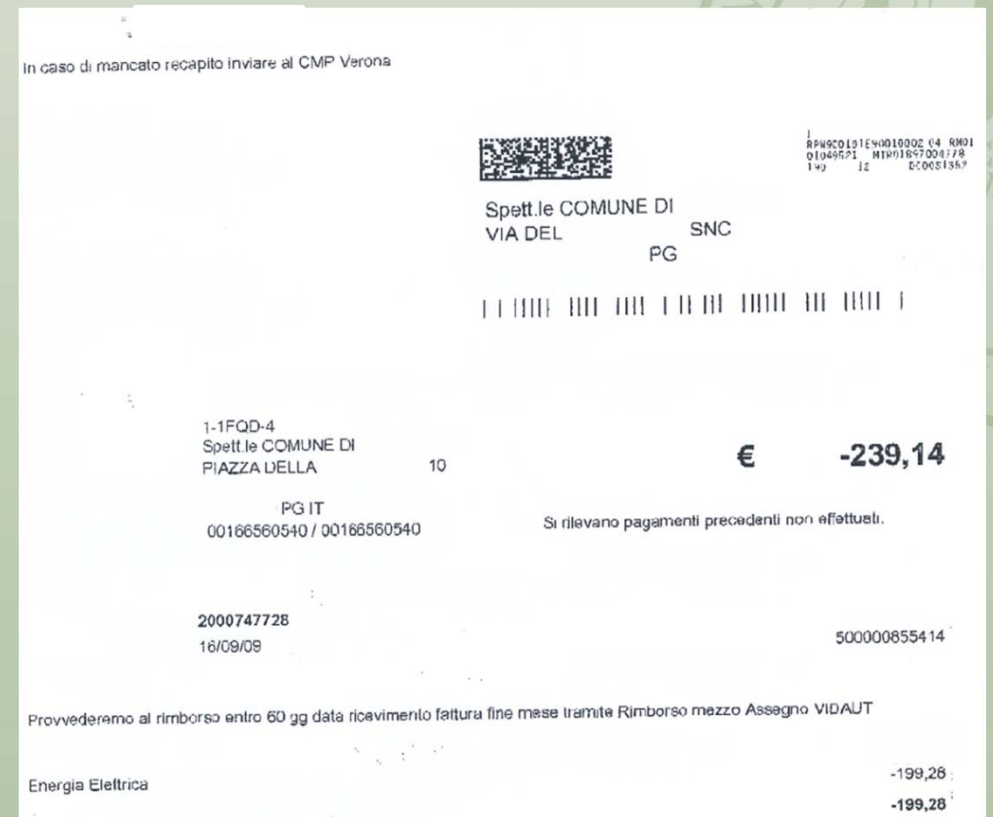 In caso di mancato recapito inviare al CMP Verona
Spett.le COMUNE DI
VIA DEL SNC
PG
1-1FQD-4
Spett.le COMUNE DI
PIAZZA DELLA 10
€ -239,14
PG IT
00166560540 / 00166560540
Si rilevano pagamenti precedenti non effettuati.
2000747728
16/09/09
500000855414
Provvederemo al rimborso entro 60 gg data ricevimento fattura fine mese tramite Rimborso mezzo Assegno VIDAUT
Energia Elettrica
-199,28
-199,28